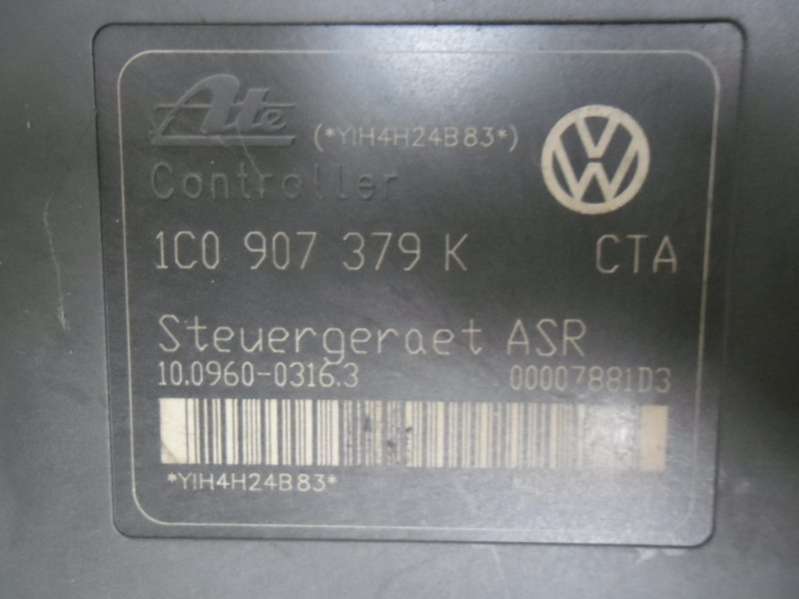 Ate (*YIH4H24B83*)
Controller
1C0 907 379 K CTA
Steuergeraet ASR
10.0960-0316.3 00007881D3
*YIH4H24B83*